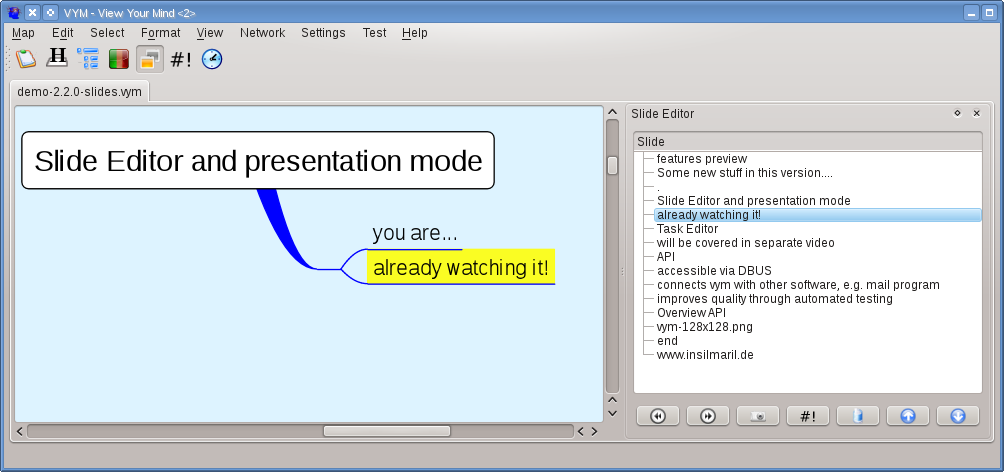 VYM - View Your Mind <2>
Map Edit Select Format View Network Settings Test Help
H #!
demo-2.2.0-slides.vym
Slide Editor and presentation mode
you are...
already watching it!
Slide Editor
Slide
features preview
Some new stuff in this version....
.
Slide Editor and presentation mode
already watching it!
Task Editor
will be covered in separate video
API
accessible via DBUS
connects vym with other software, e.g. mail program
improves quality through automated testing
Overview API
vym-128x128.png
end
www.insilmaril.de
#!